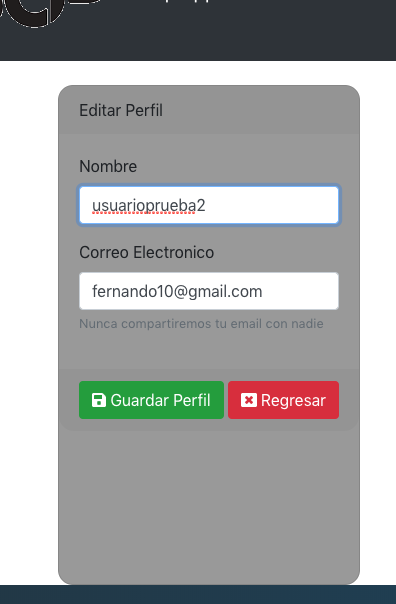 Editar Perfil
Nombre
usuarioprueba2
Correo Electronico
fernando10@gmail.com
Nunca compartiremos tu email con nadie
Guardar Perfil
Regresar